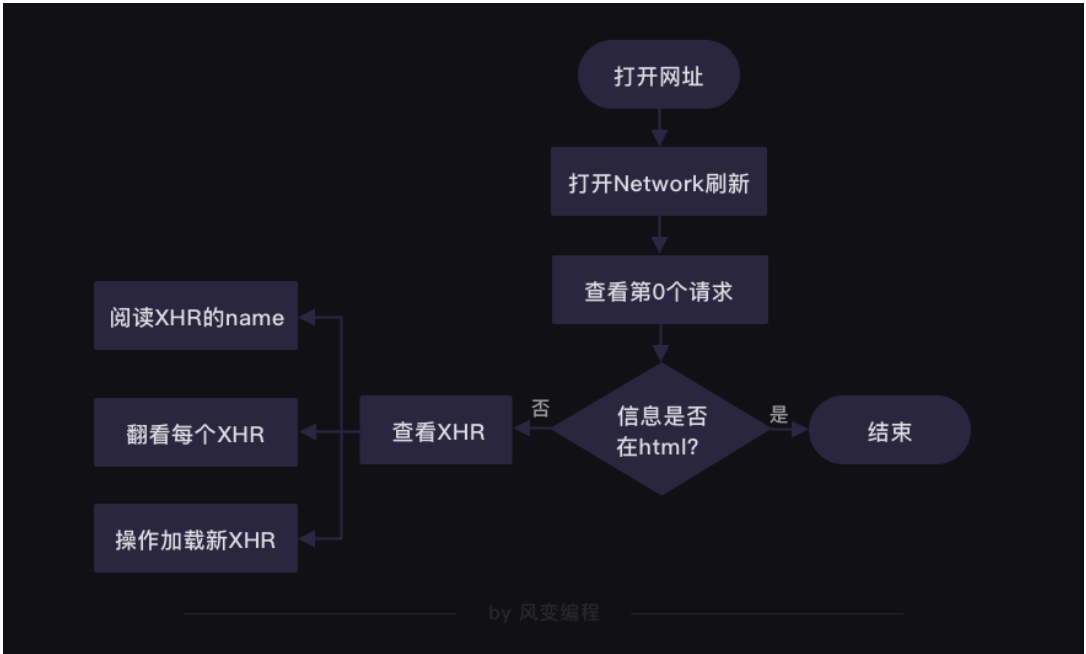 打开网址
打开Network刷新
查看第0个请求
信息是否
在html?
是
结束
否
查看XHR
阅读XHR的name
翻看每个XHR
操作加载新XHR
by 风变编程